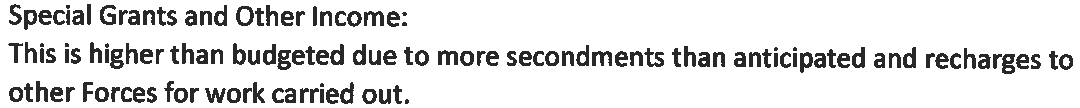 Special Grants and Other Income:
This is higher than budgeted due to more secondments than anticipated and recharges to
other Forces for work carried out.